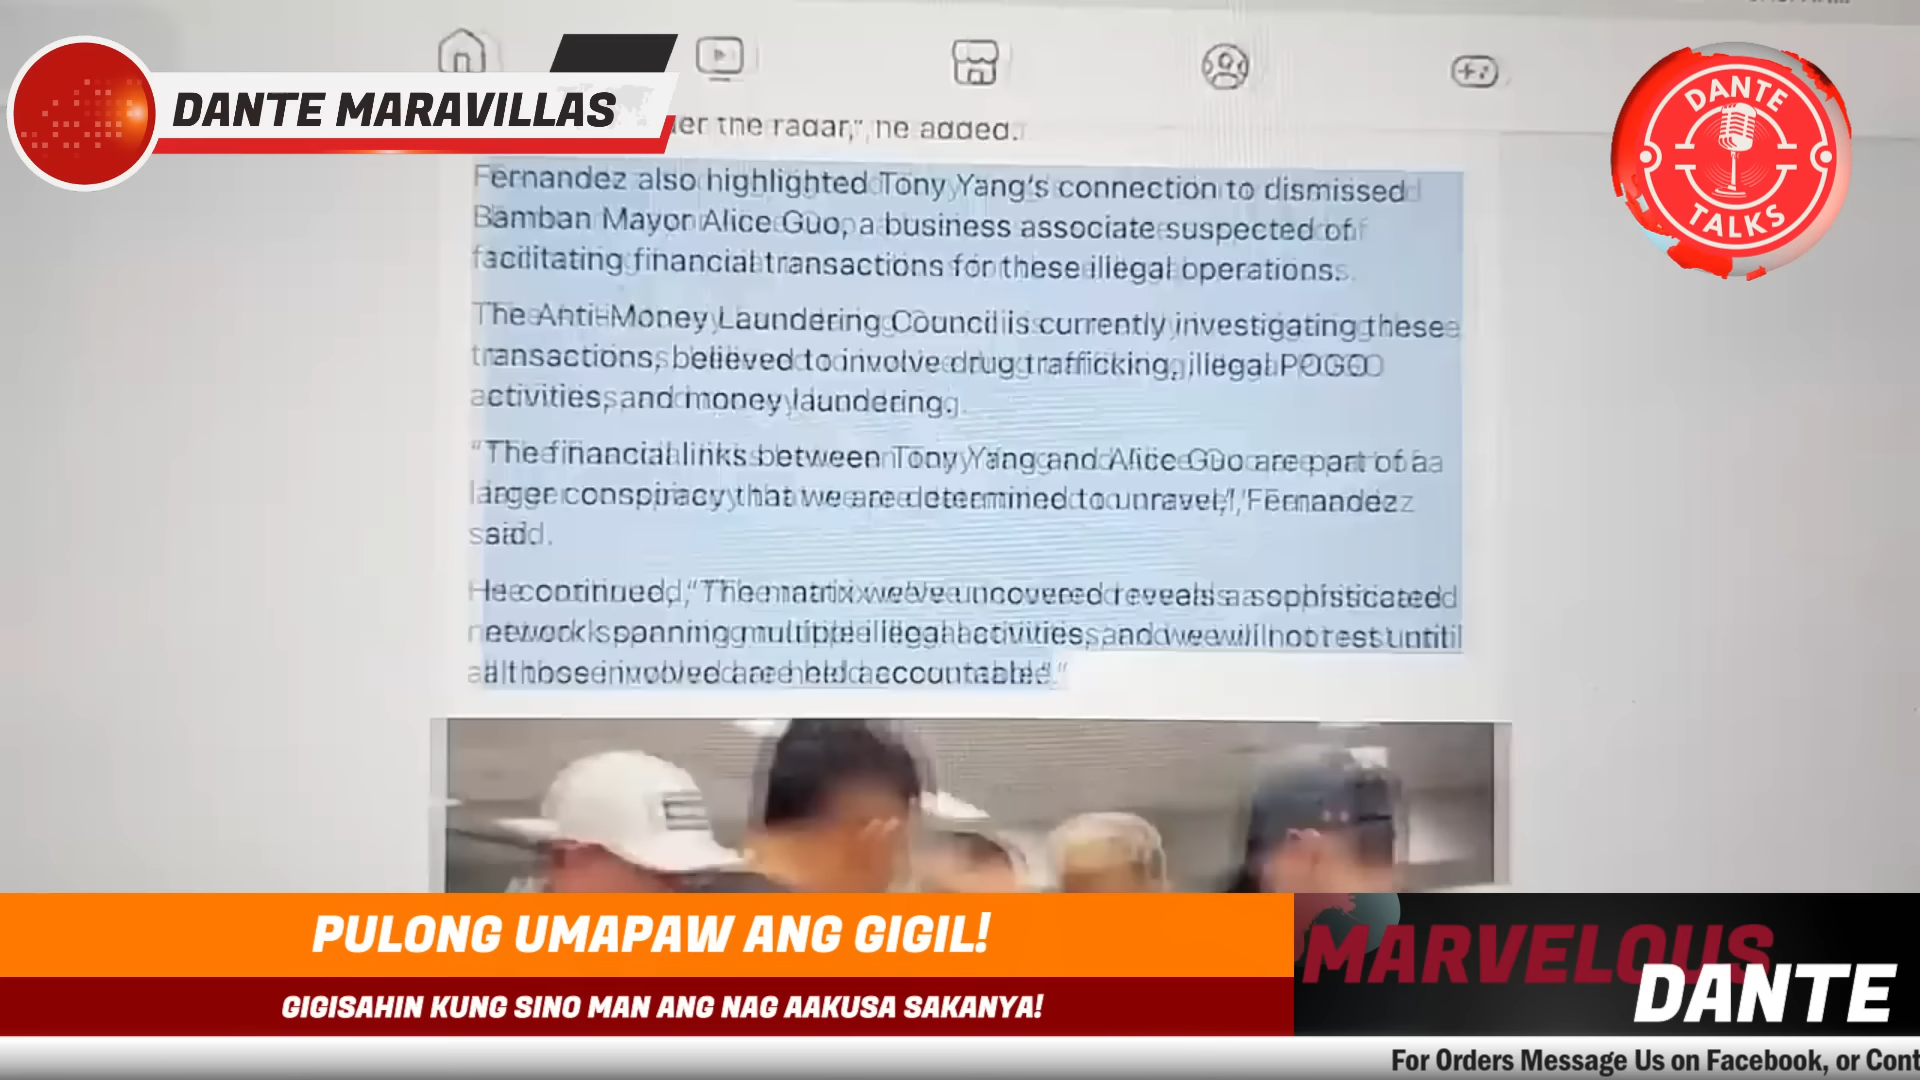 DANTE MARAVILLAS
the radar," he added.
DANTE
TALKS
Fernandez also highlighted Tony Yang's connection to dismissed
Bamban Mayor Alice Guo, a business associate suspected of
facilitating financial transactions for these illegal operations.
The Anti-Money Laundering Council is currently investigating these
transactions, believed to involve drug trafficking, illegal POGO
activities, and money laundering.
"The financial links between Tony Yang and Alice Guo are part of a
larger conspiracy that we are determined to unravel," Fernandez
said.
He continued, "The matrix we've uncovered reveals a sophisticated
network spanning multiple illegal activities, and we will not rest until
all those involved are held accountable."
PULONG UMAPAW ANG GIGIL!
GIGISAHIN KUNG SINO MAN ANG NAG AAKUSA SAKANYA!
MARVELOUS
DANTE
For Orders Message Us on Facebook, or Cont